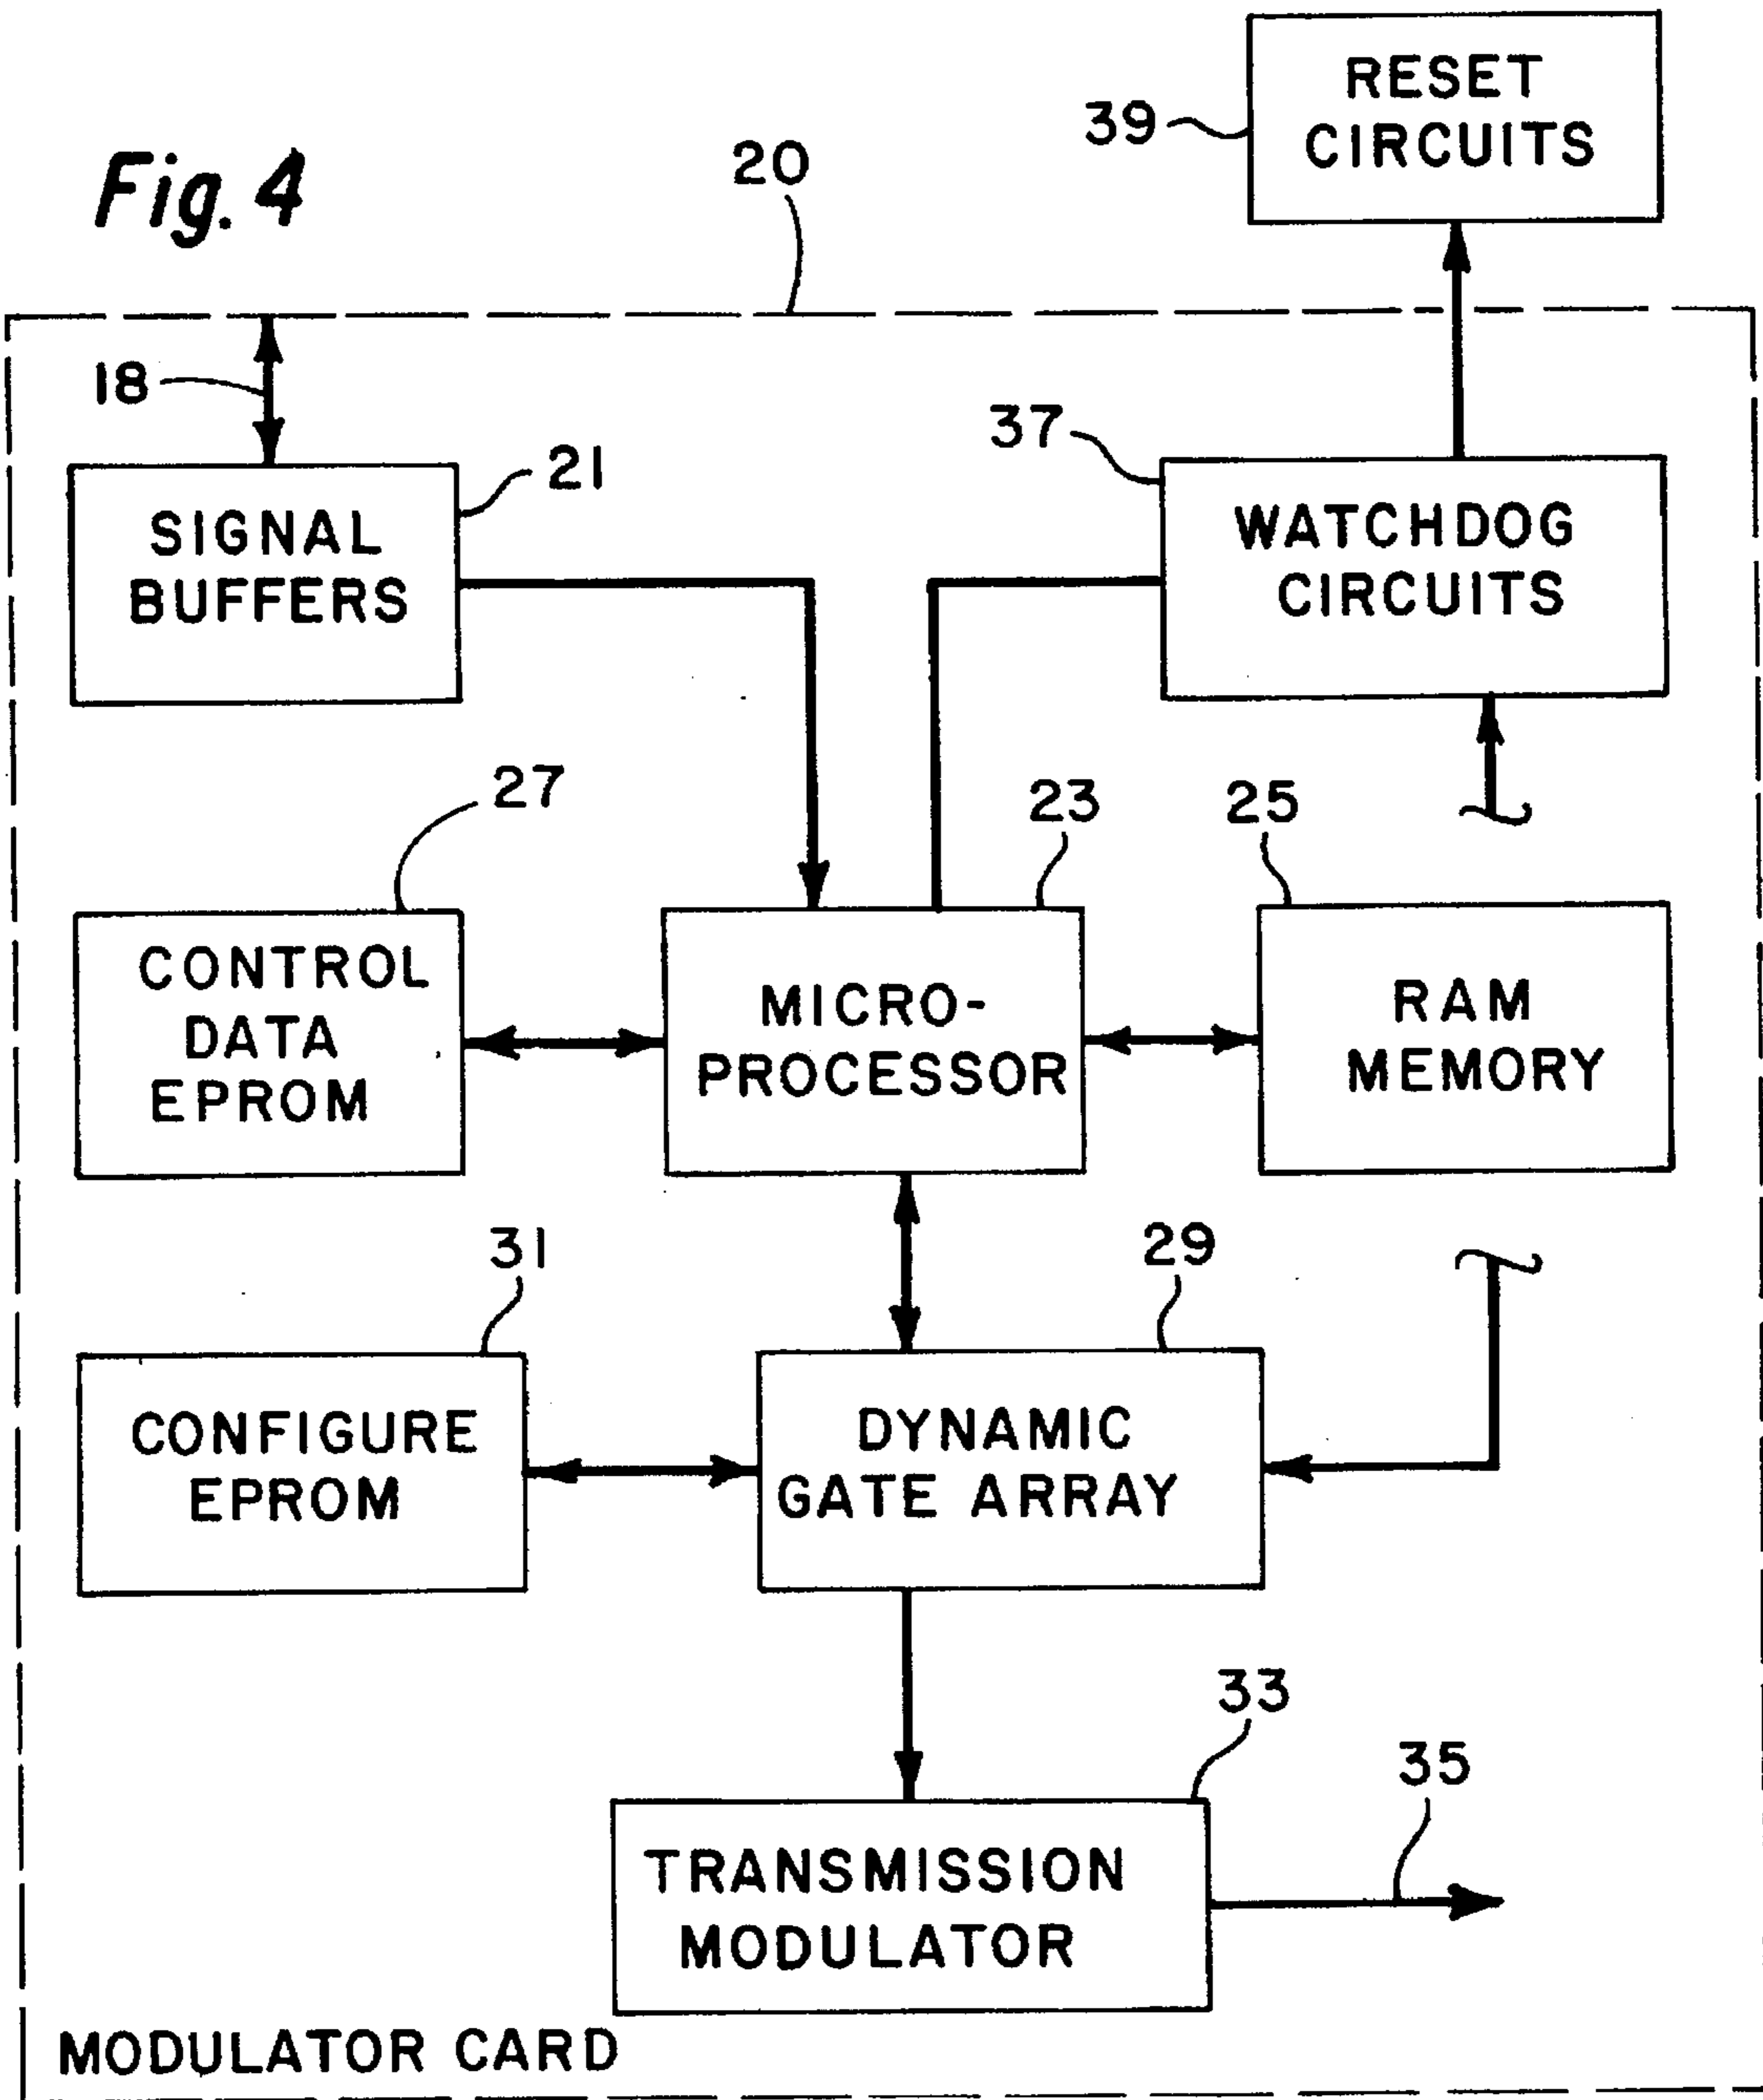 Fig. 4
20
39
RESET
CIRCUITS
18
21
SIGNAL
BUFFERS
37
WATCHDOG
CIRCUITS
27
CONTROL
DATA
EPROM
23
MICRO-
PROCESSOR
25
RAM
MEMORY
31
CONFIGURE
EPROM
29
DYNAMIC
GATE ARRAY
33
TRANSMISSION
MODULATOR
35
MODULATOR CARD